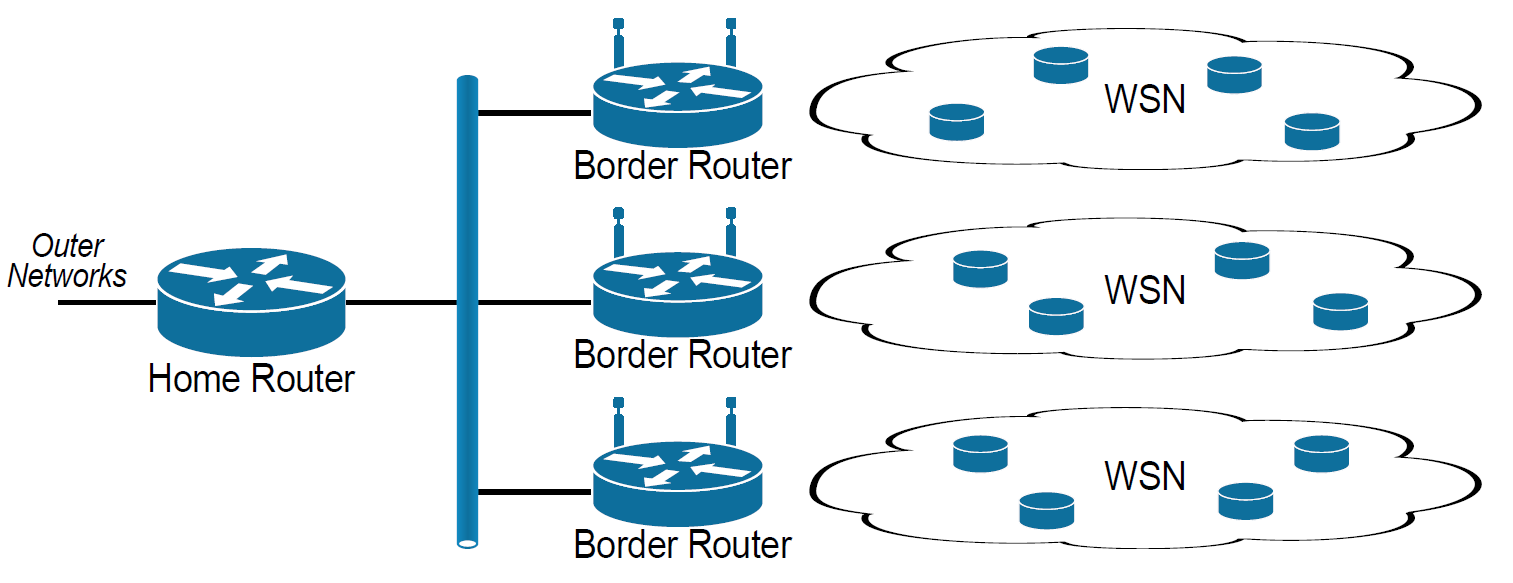 Border Router
WSN
Outer
Networks
Home Router
Border Router
WSN
Border Router
WSN